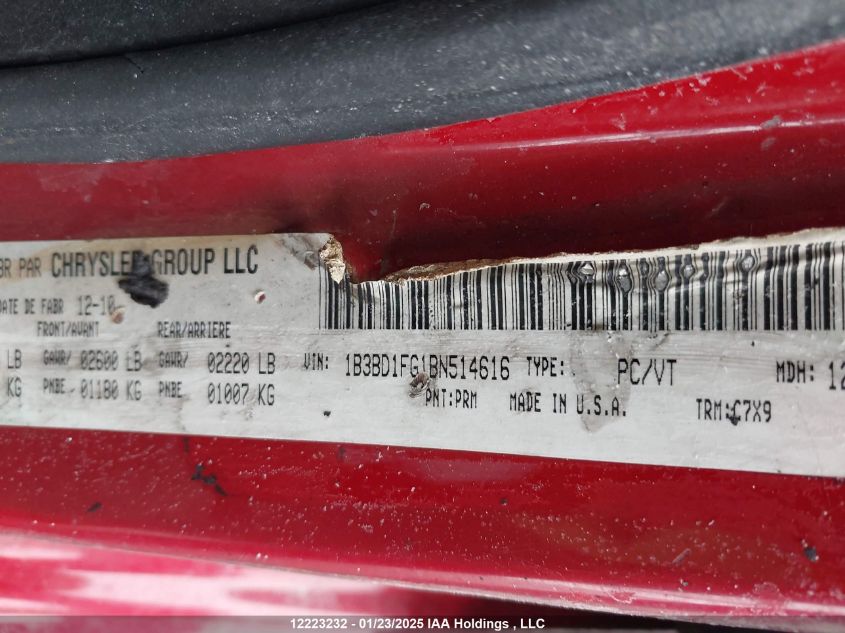 BR PAR CHRYSLER GROUP LLC
DATE DE FABR 12-10
FRONT/AVANT REAR/ARRIERE
LB GAWR/ 02600 LB GAWR/ 02220 LB VIN: 1B3BD1FG1BN514616 TYPE: PC/VT MDH: 12
KG PNBE 01180 KG PNBE 01007 KG PNT:PRM MADE IN U.S.A. TRM:C7X9
12223232 - 01/23/2025 IAA Holdings, LLC